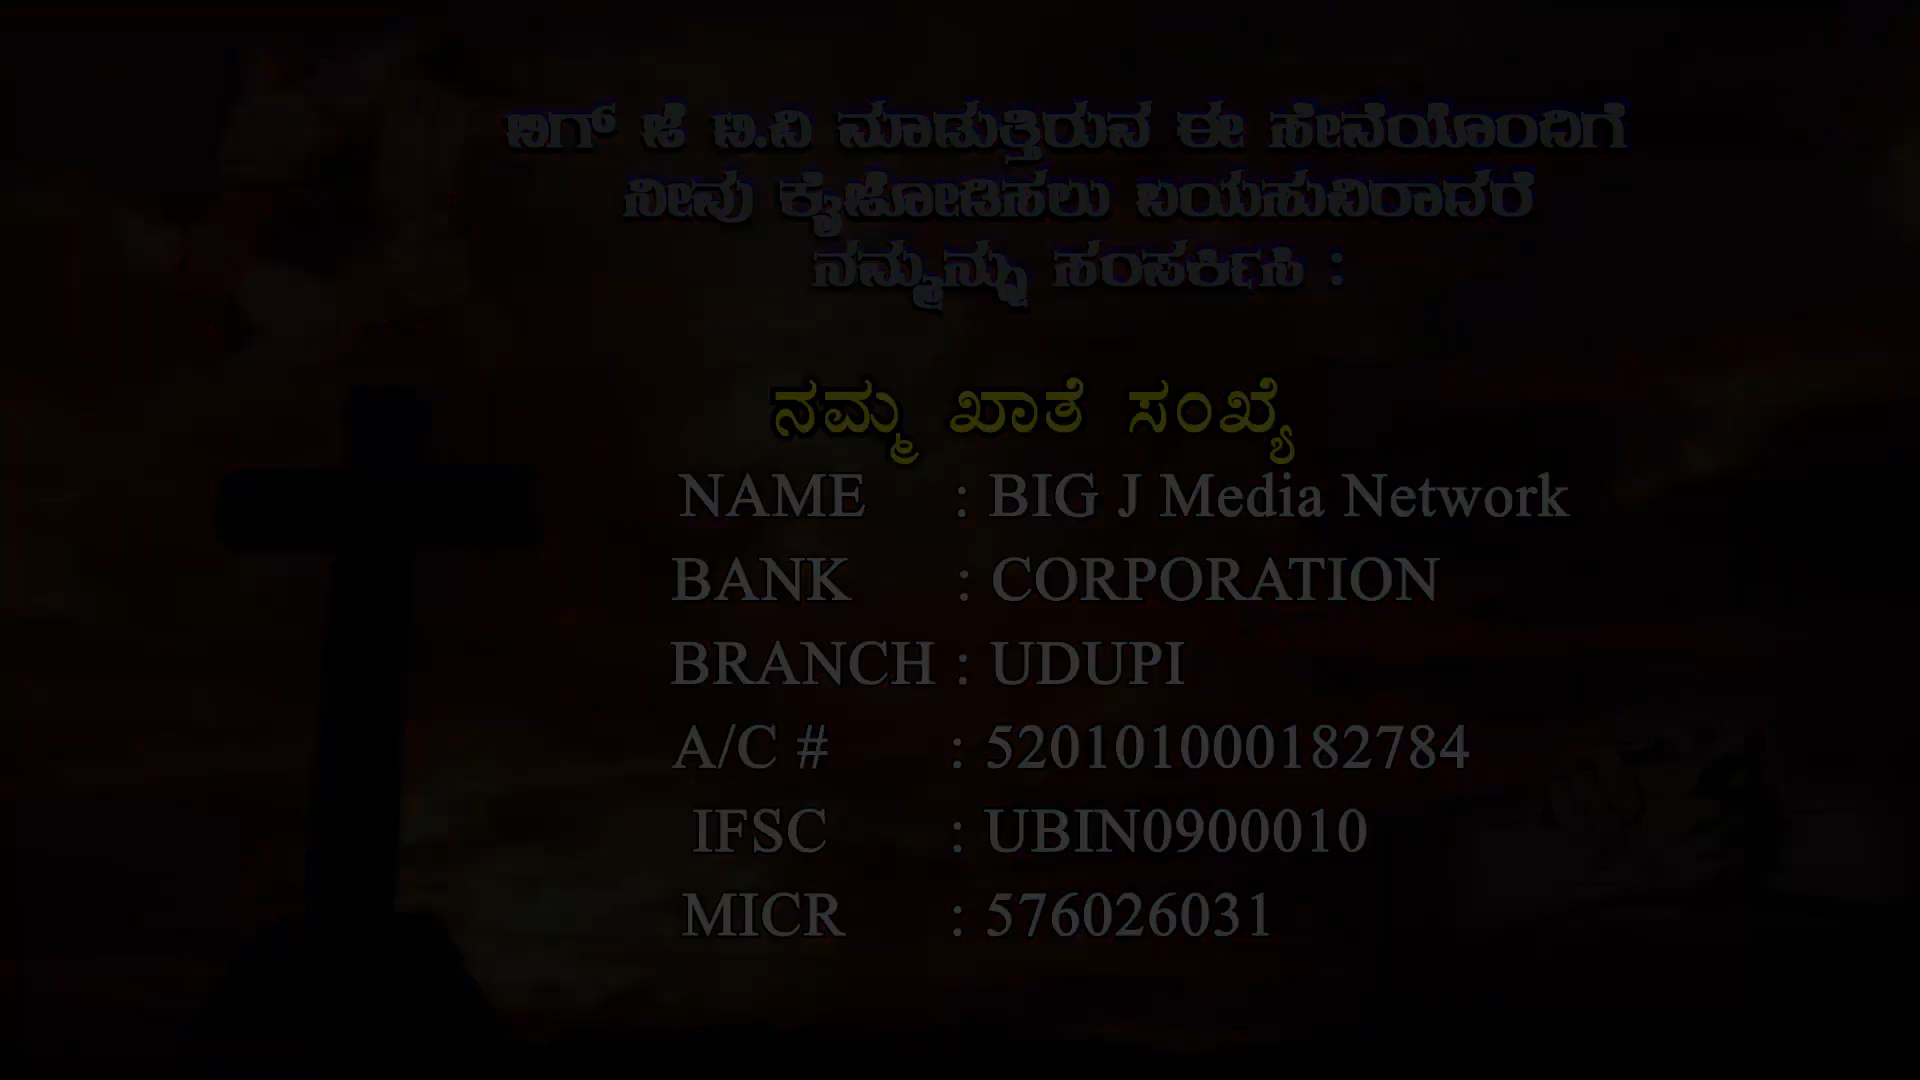 ಬಿಗ್ ಜೆ ಟಿ.ವಿ ಮಾಡುತ್ತಿರುವ ಈ ಸೇವೆಯೊಂದಿಗೆ
ನೀವು ಕೈಜೋಡಿಸಲು ಬಯಸುವಿರಾದರೆ
ನಮ್ಮನ್ನು ಸಂಪರ್ಕಿಸಿ :
ನಮ್ಮ ಖಾತೆ ಸಂಖ್ಯೆ
NAME : BIG J Media Network
BANK : CORPORATION
BRANCH : UDUPI
A/C # : 520101000182784
IFSC : UBIN0900010
MICR : 576026031